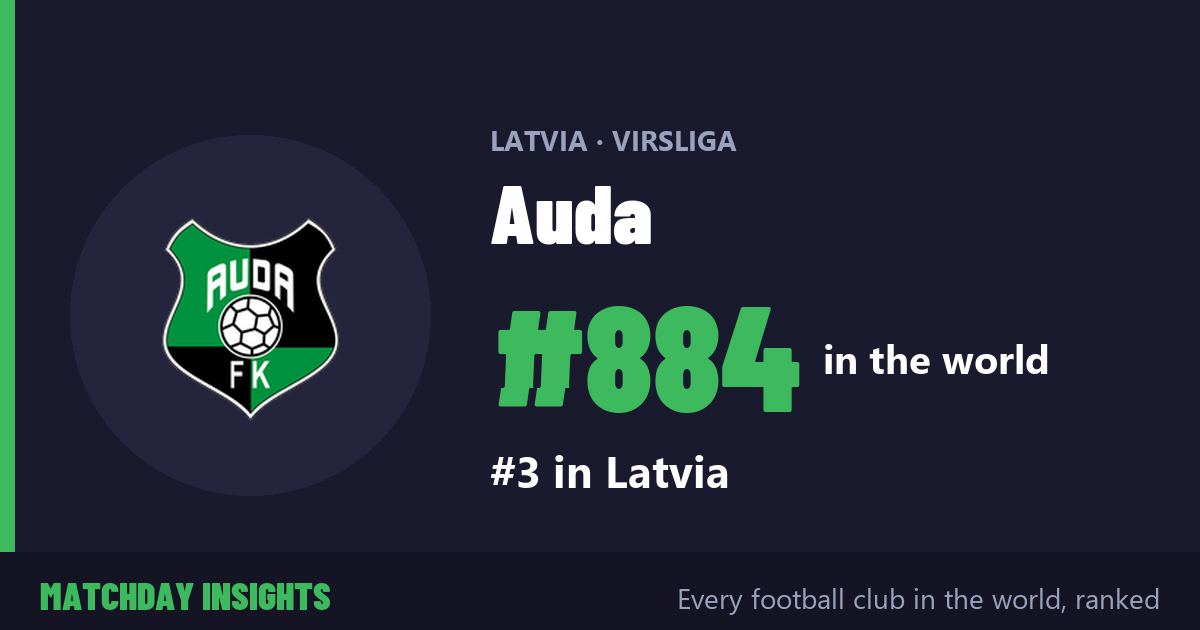 LATVIA · VIRSLIGA
Auda
#884 in the world
#3 in Latvia
AUDA
FK
MATCHDAY INSIGHTS
Every football club in the world, ranked